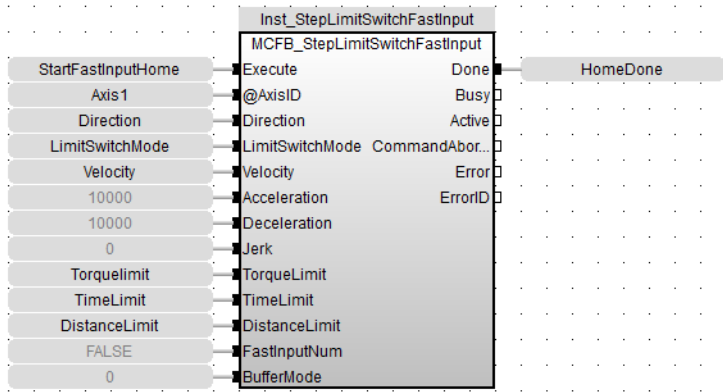 Inst_StepLimitSwitchFastInput
MCFB_StepLimitSwitchFastInput
StartFastInputHome Execute Done HomeDone
Axis1 @AxisID Busy
Direction Direction Active
LimitSwitchMode LimitSwitchMode CommandAbor...
Velocity Velocity Error
10000 Acceleration ErrorID
10000 Deceleration
0 Jerk
Torquelimit TorqueLimit
TimeLimit TimeLimit
DistanceLimit DistanceLimit
FALSE FastInputNum
0 BufferMode